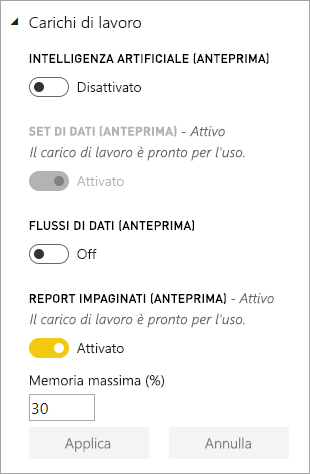 Carichi di lavoro
INTELLIGENZA ARTIFICIALE (ANTEPRIMA)
Disattivato
SET DI DATI (ANTEPRIMA) - Attivo
Il carico di lavoro è pronto per l'uso.
Attivato
FLUSSI DI DATI (ANTEPRIMA)
Off
REPORT IMPAGINATI (ANTEPRIMA) - Attivo
Il carico di lavoro è pronto per l'uso.
Attivato
Memoria massima (%)
30
Applica Annulla